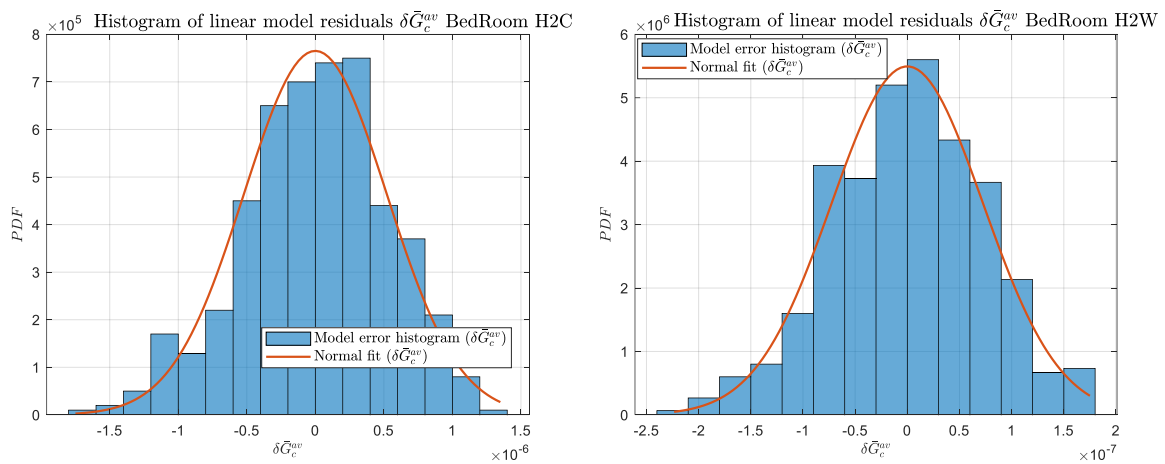 ×10⁵ Histogram of linear model residuals δḠ_c^{av} BedRoom H2C
8
7
6
5
4
3
2
1
0
PDF
Model error histogram (δḠ_c^{av})
Normal fit (δḠ_c^{av})
-1.5 -1 -0.5 0 0.5 1 1.5
δḠ_c^{av}
×10⁻⁶
×10⁶ Histogram of linear model residuals δḠ_c^{av} BedRoom H2W
Model error histogram (δḠ_c^{av})
Normal fit (δḠ_c^{av})
6
5
4
3
2
1
0
PDF
-2.5 -2 -1.5 -1 -0.5 0 0.5 1 1.5 2
δḠ_c^{av}
×10⁻⁷